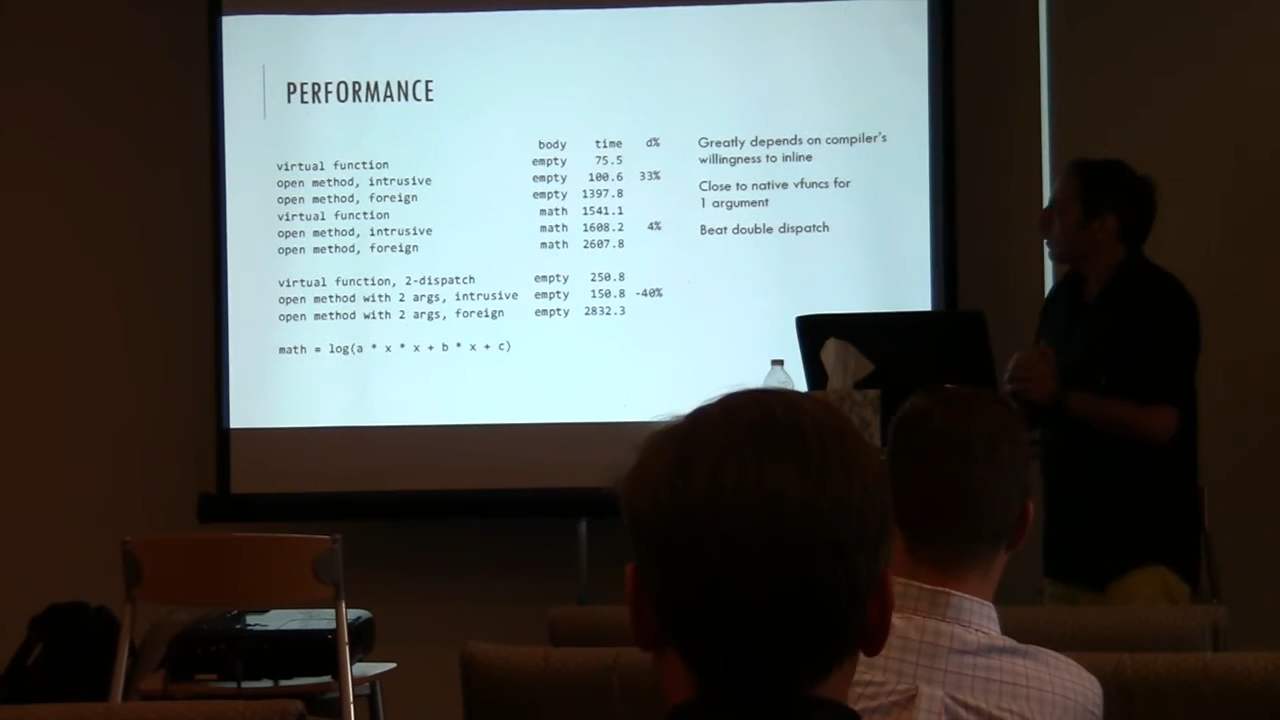 PERFORMANCE
body time d%
virtual function empty 75.5
open method, intrusive empty 100.6 33%
open method, foreign empty 1397.8
virtual function math 1541.1
open method, intrusive math 1608.2 4%
open method, foreign math 2607.8
virtual function, 2-dispatch empty 250.8
open method with 2 args, intrusive empty 150.8 -40%
open method with 2 args, foreign empty 2832.3
math = log(a * x * x + b * x + c)
Greatly depends on compiler's
willingness to inline
Close to native vfuncs for
1 argument
Beat double dispatch